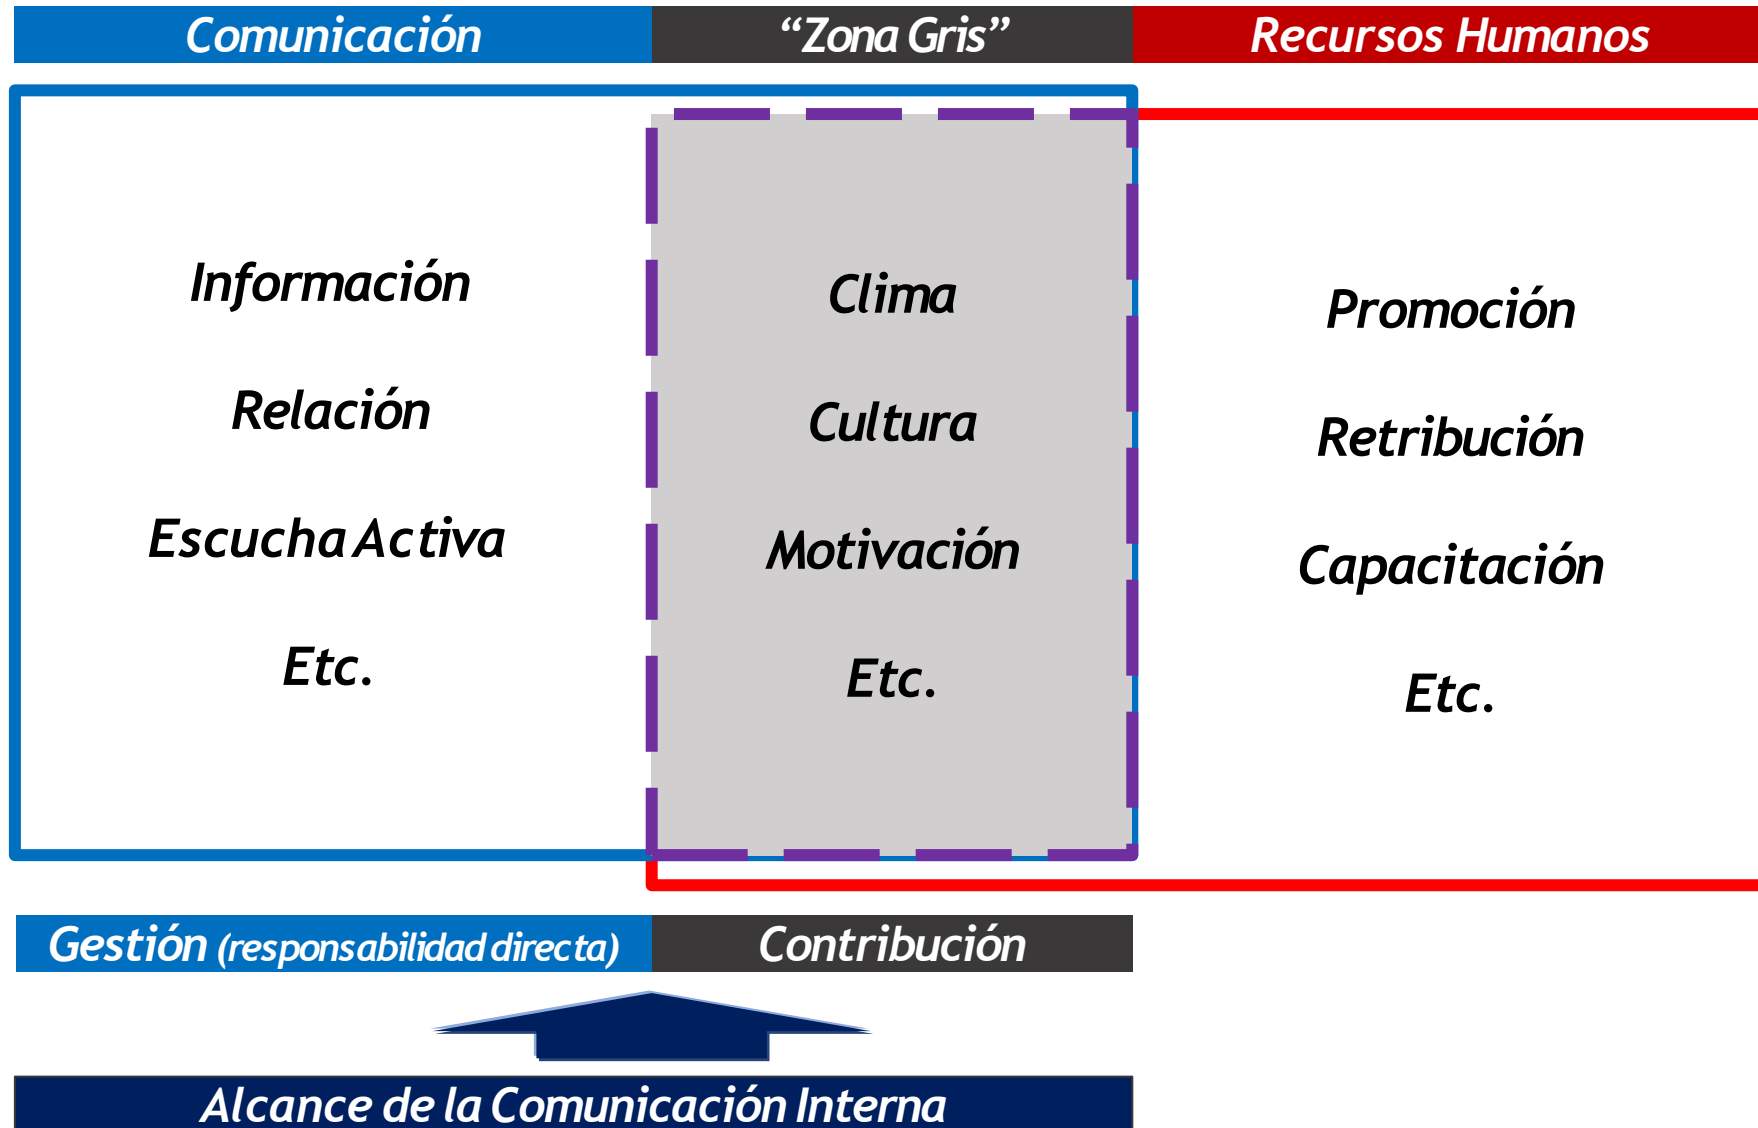 Comunicación
“Zona Gris”
Recursos Humanos
Información
Relación
Escucha Activa
Etc.
Clima
Cultura
Motivación
Etc.
Promoción
Retribución
Capacitación
Etc.
Gestión (responsabilidad directa)
Contribución
Alcance de la Comunicación Interna